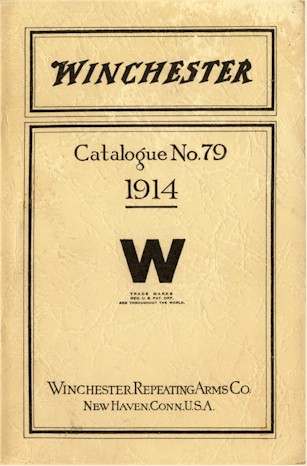 WINCHESTER
Catalogue No. 79
1914
W
TRADE MARKS
REG. U. S. PAT. OFF.
AND THROUGHOUT THE WORLD.
WINCHESTER REPEATING ARMS CO.
NEW HAVEN. CONN. U.S.A.